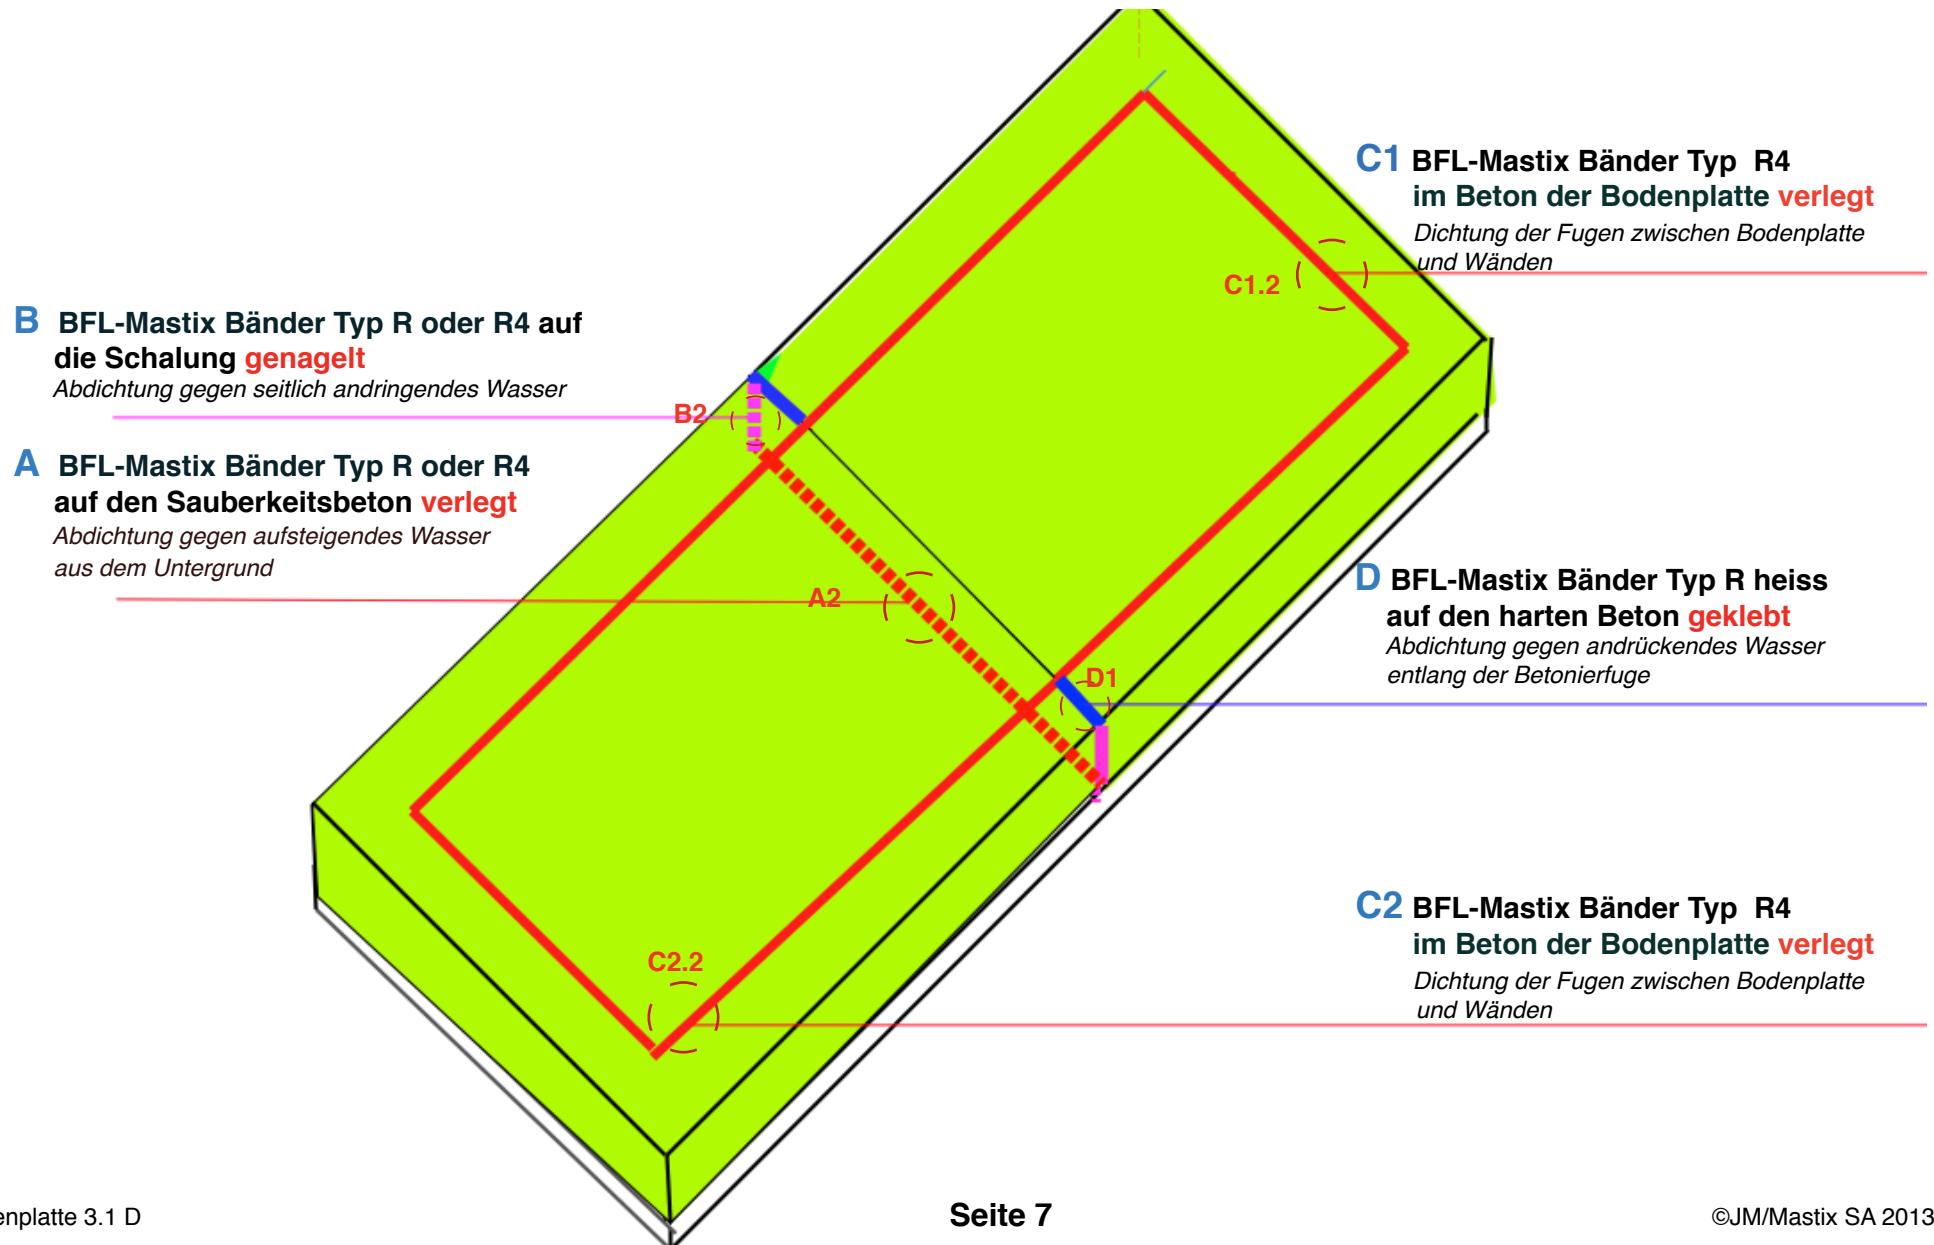 C1 BFL-Mastix Bänder Typ R4
im Beton der Bodenplatte verlegt
Dichtung der Fugen zwischen Bodenplatte
und Wänden
C1.2
B BFL-Mastix Bänder Typ R oder R4 auf
die Schalung genagelt
Abdichtung gegen seitlich andringendes Wasser
B2
A BFL-Mastix Bänder Typ R oder R4
auf den Sauberkeitsbeton verlegt
Abdichtung gegen aufsteigendes Wasser
aus dem Untergrund
A2
D BFL-Mastix Bänder Typ R heiss
auf den harten Beton geklebt
Abdichtung gegen andrückendes Wasser
entlang der Betonierfuge
D1
C2 BFL-Mastix Bänder Typ R4
im Beton der Bodenplatte verlegt
Dichtung der Fugen zwischen Bodenplatte
und Wänden
C2.2
enplatte 3.1 D
Seite 7
©JM/Mastix SA 2013